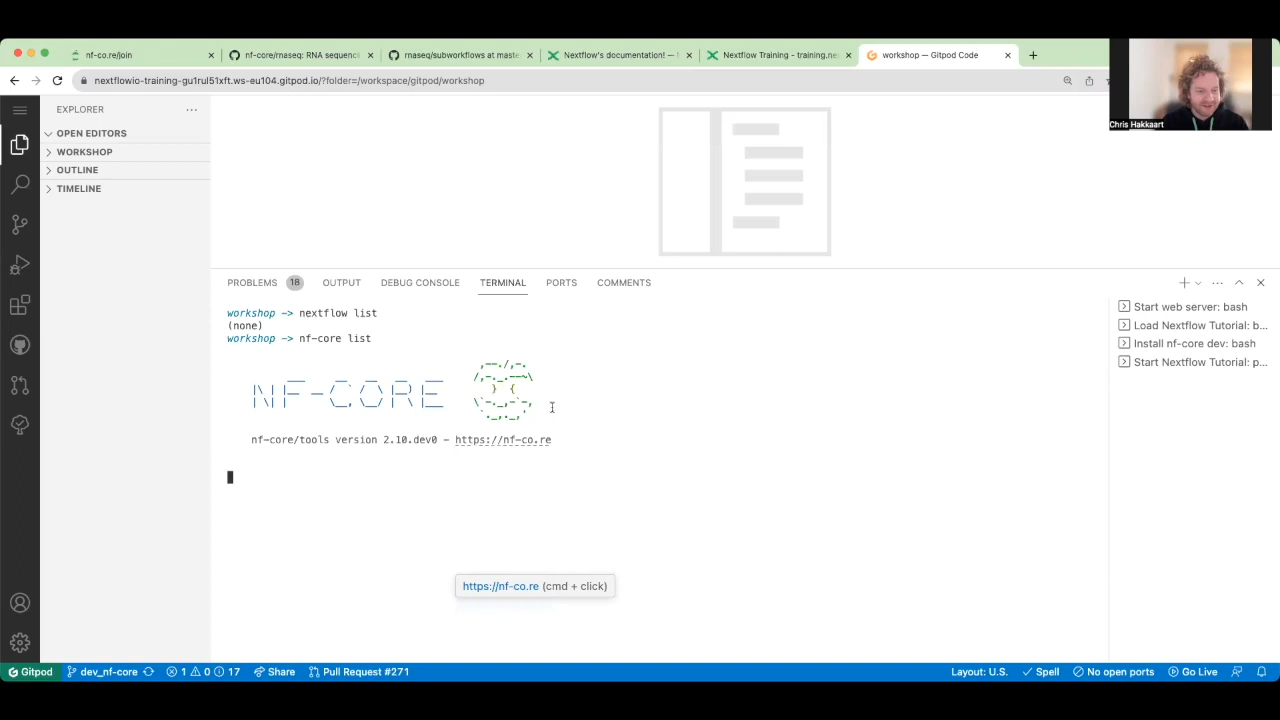 nf-co.re/join
nf-core/rnaseq: RNA sequenci
rnaseq/subworkflows at maste
Nextflow's documentation! —
Nextflow Training - training.ne
workshop — Gitpod Code
nextflowio-training-gu1rul51xft.ws-eu104.gitpod.io/?folder=/workspace/gitpod/workshop
Chris Hakkaart
EXPLORER
OPEN EDITORS
WORKSHOP
OUTLINE
TIMELINE
PROBLEMS 18 OUTPUT DEBUG CONSOLE TERMINAL PORTS COMMENTS
workshop -> nextflow list
(none)
workshop -> nf-core list
NF-CORE
nf-core/tools version 2.10.dev0 - https://nf-co.re
https://nf-co.re (cmd + click)
Start web server: bash
Load Nextflow Tutorial: b...
Install nf-core dev: bash
Start Nextflow Tutorial: p...
Gitpod dev_nf-core 1 0 17 Share Pull Request #271 Layout: U.S. Spell No open ports Go Live